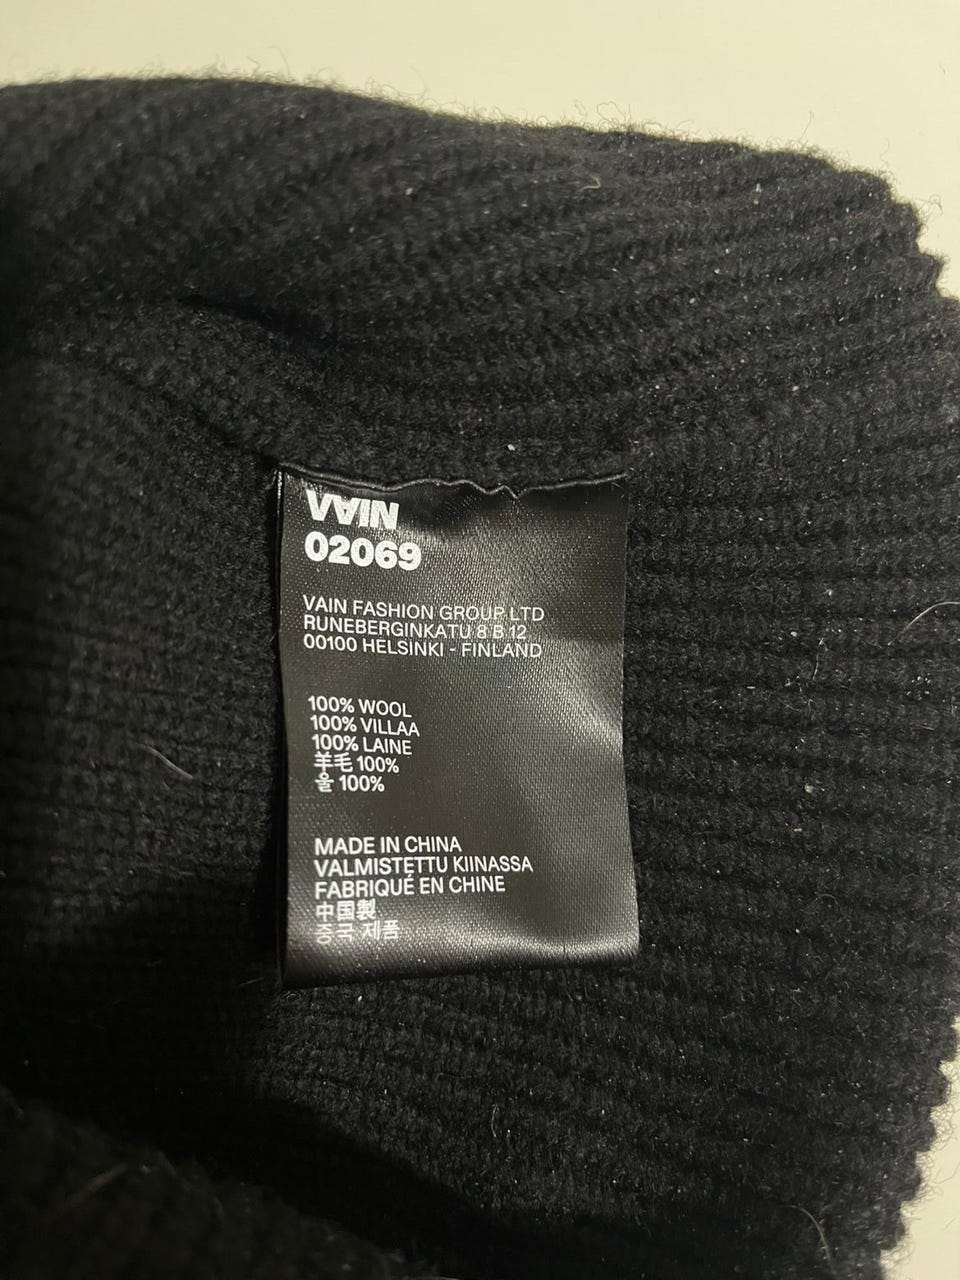 VAIN
02069
VAIN FASHION GROUP LTD
RUNEBERGINKATU 8 B 12
00100 HELSINKI - FINLAND
100% WOOL
100% VILLAA
100% LAINE
羊毛 100%
울 100%
MADE IN CHINA
VALMISTETTU KIINASSA
FABRIQUÉ EN CHINE
中国製
중국 제품